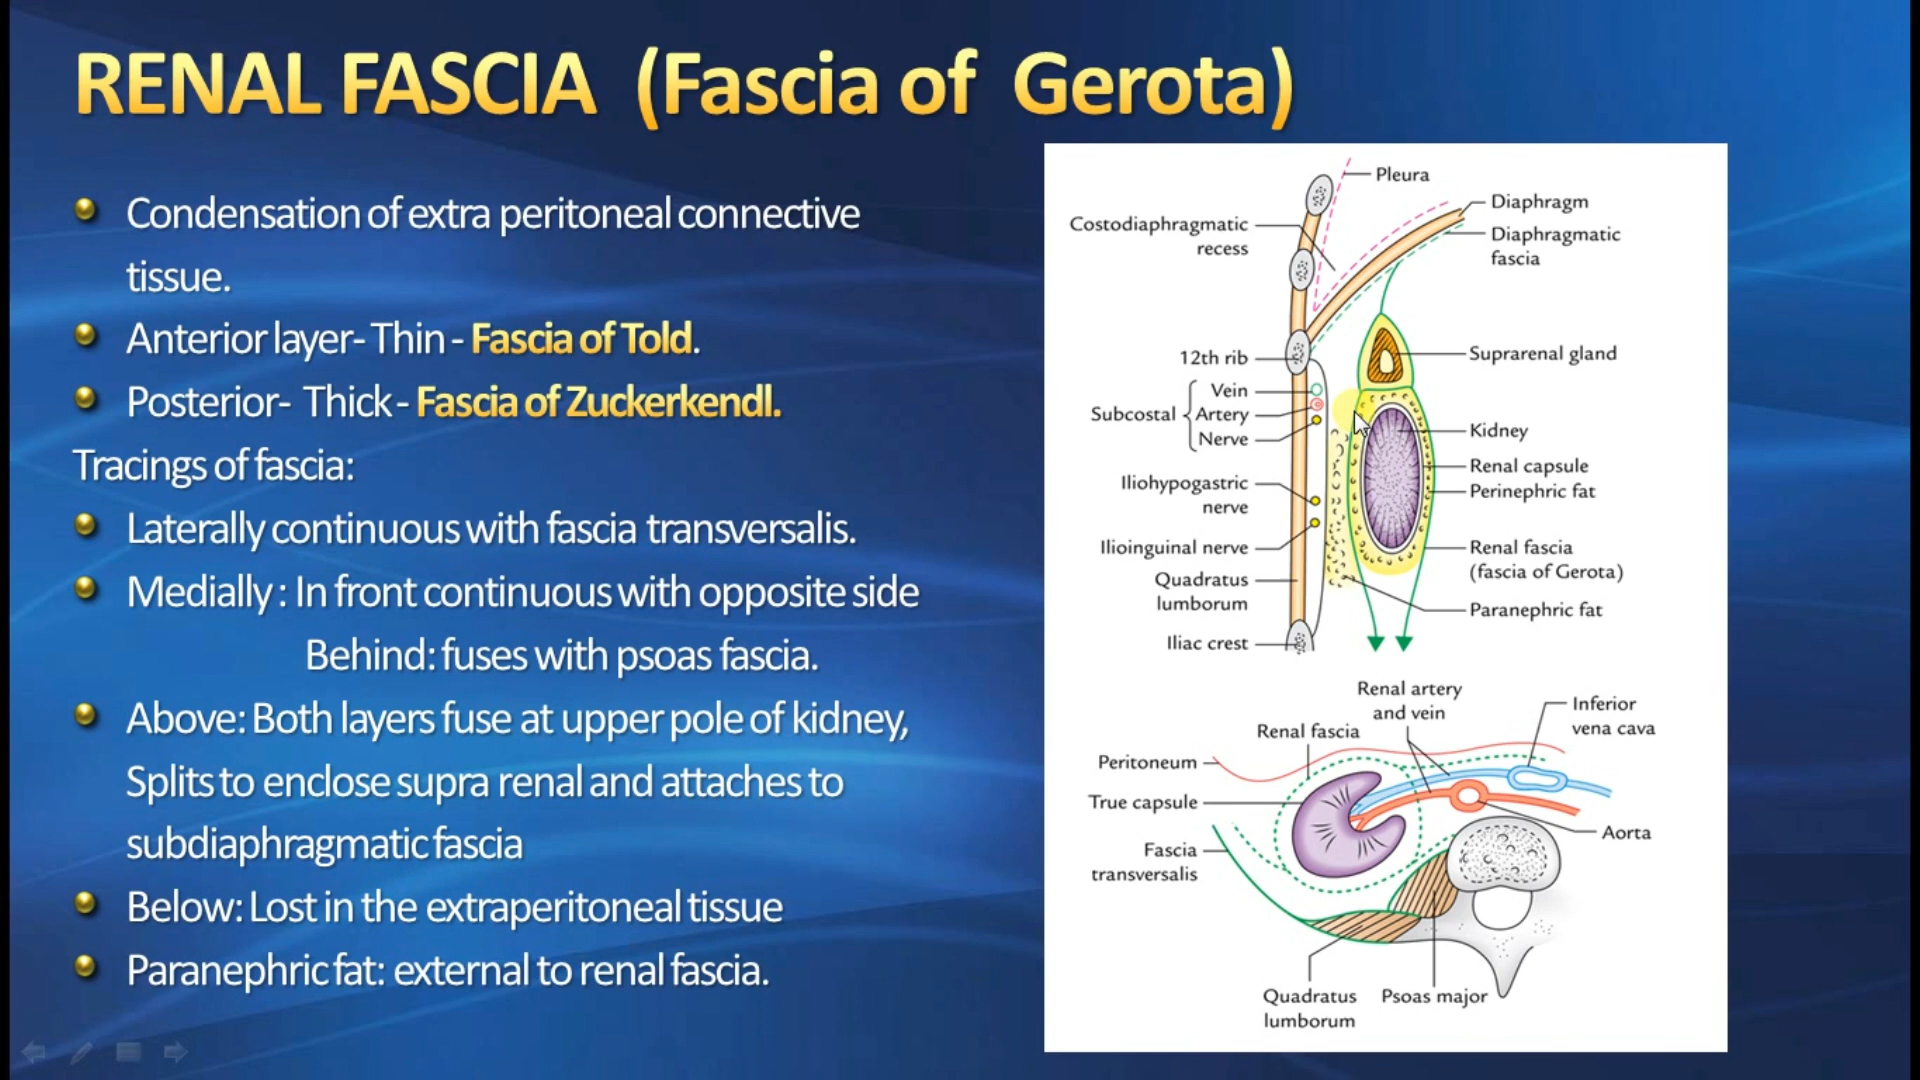 RENAL FASCIA (Fascia of Gerota)
Condensation of extra peritoneal connective
tissue.
Anterior layer- Thin - Fascia of Told.
Posterior- Thick - Fascia of Zuckerkendl.
Tracings of fascia:
Laterally continuous with fascia transversalis.
Medially : In front continuous with opposite side
Behind: fuses with psoas fascia.
Above: Both layers fuse at upper pole of kidney,
Splits to enclose supra renal and attaches to
subdiaphragmatic fascia
Below: Lost in the extraperitoneal tissue
Paranephric fat: external to renal fascia.
Pleura
Diaphragm
Costodiaphragmatic
recess
Diaphragmatic
fascia
12th rib
Suprarenal gland
Vein
Subcostal
Artery
Nerve
Kidney
Renal capsule
Perinephric fat
Iliohypogastric
nerve
Ilioinguinal nerve
Renal fascia
(fascia of Gerota)
Quadratus
lumborum
Paranephric fat
Iliac crest
Renal artery
and vein
Inferior
vena cava
Renal fascia
Peritoneum
True capsule
Aorta
Fascia
transversalis
Quadratus
lumborum
Psoas major